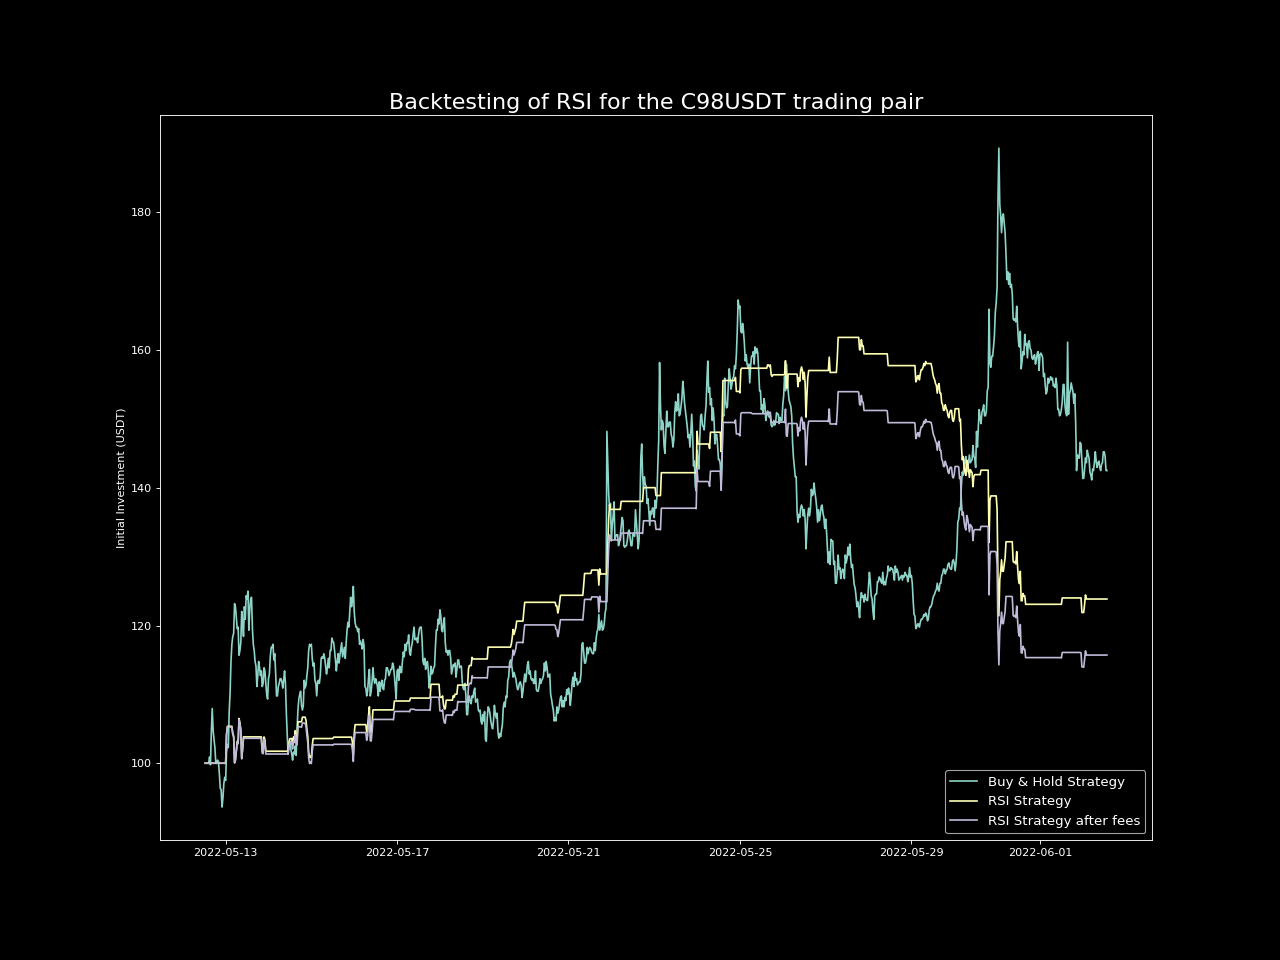 Backtesting of RSI for the C98USDT trading pair
Initial Investment (USDT)
180
160
140
120
100
2022-05-13
2022-05-17
2022-05-21
2022-05-25
2022-05-29
2022-06-01
Buy & Hold Strategy
RSI Strategy
RSI Strategy after fees